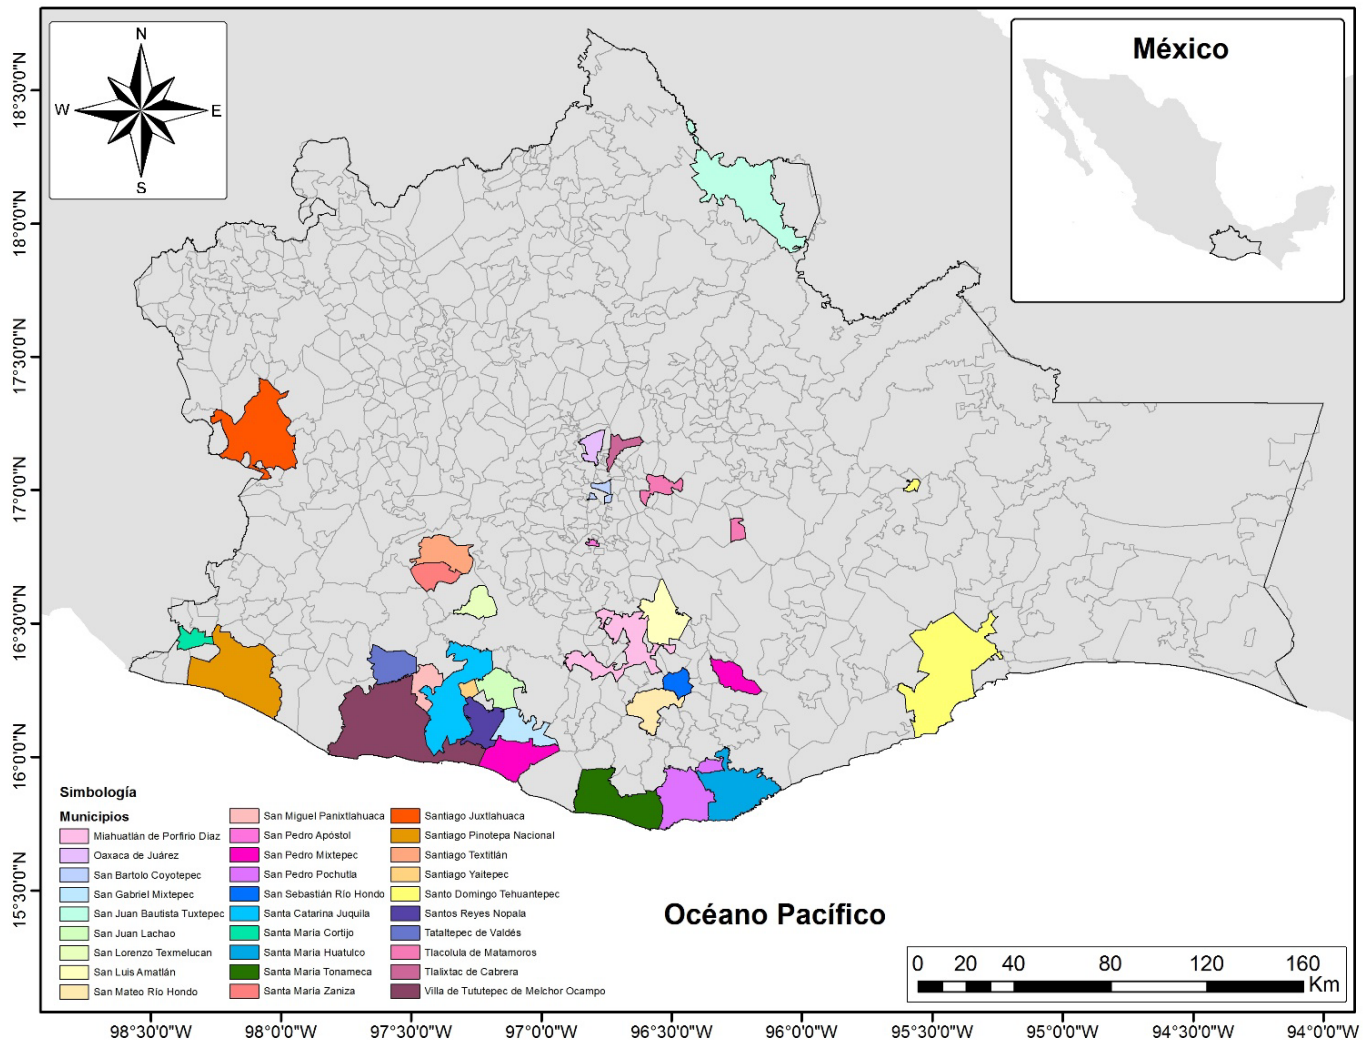 N
W
E
S
México
18°30'0"N
18°0'0"N
17°30'0"N
17°0'0"N
16°30'0"N
16°0'0"N
15°30'0"N
Simbología
Municipios
Miahuatlán de Porfirio Diaz
Oaxaca de Juárez
San Bartolo Coyotepec
San Gabriel Mixtepec
San Juan Bautista Tuxtepec
San Juan Lachao
San Lorenzo Texmelucan
San Luis Amatlán
San Mateo Río Hondo
San Miguel Panixtlahuaca
San Pedro Apóstol
San Pedro Mixtepec
San Pedro Pochutla
San Sebastián Río Hondo
Santa Catarina Juquila
Santa María Cortijo
Santa María Huatulco
Santa María Tonameca
Santa María Zaniza
Santiago Juxtlahuaca
Santiago Pinotepa Nacional
Santiago Textitlán
Santiago Yaitepec
Santo Domingo Tehuantepec
Santos Reyes Nopala
Tataltepec de Valdés
Tlacolula de Matamoros
Tlalixtac de Cabrera
Villa de Tututepec de Melchor Ocampo
Océano Pacífico
0 20 40 80 120 160
Km
98°30'0"W 98°0'0"W 97°30'0"W 97°0'0"W 96°30'0"W 96°0'0"W 95°30'0"W 95°0'0"W 94°30'0"W 94°0'0"W